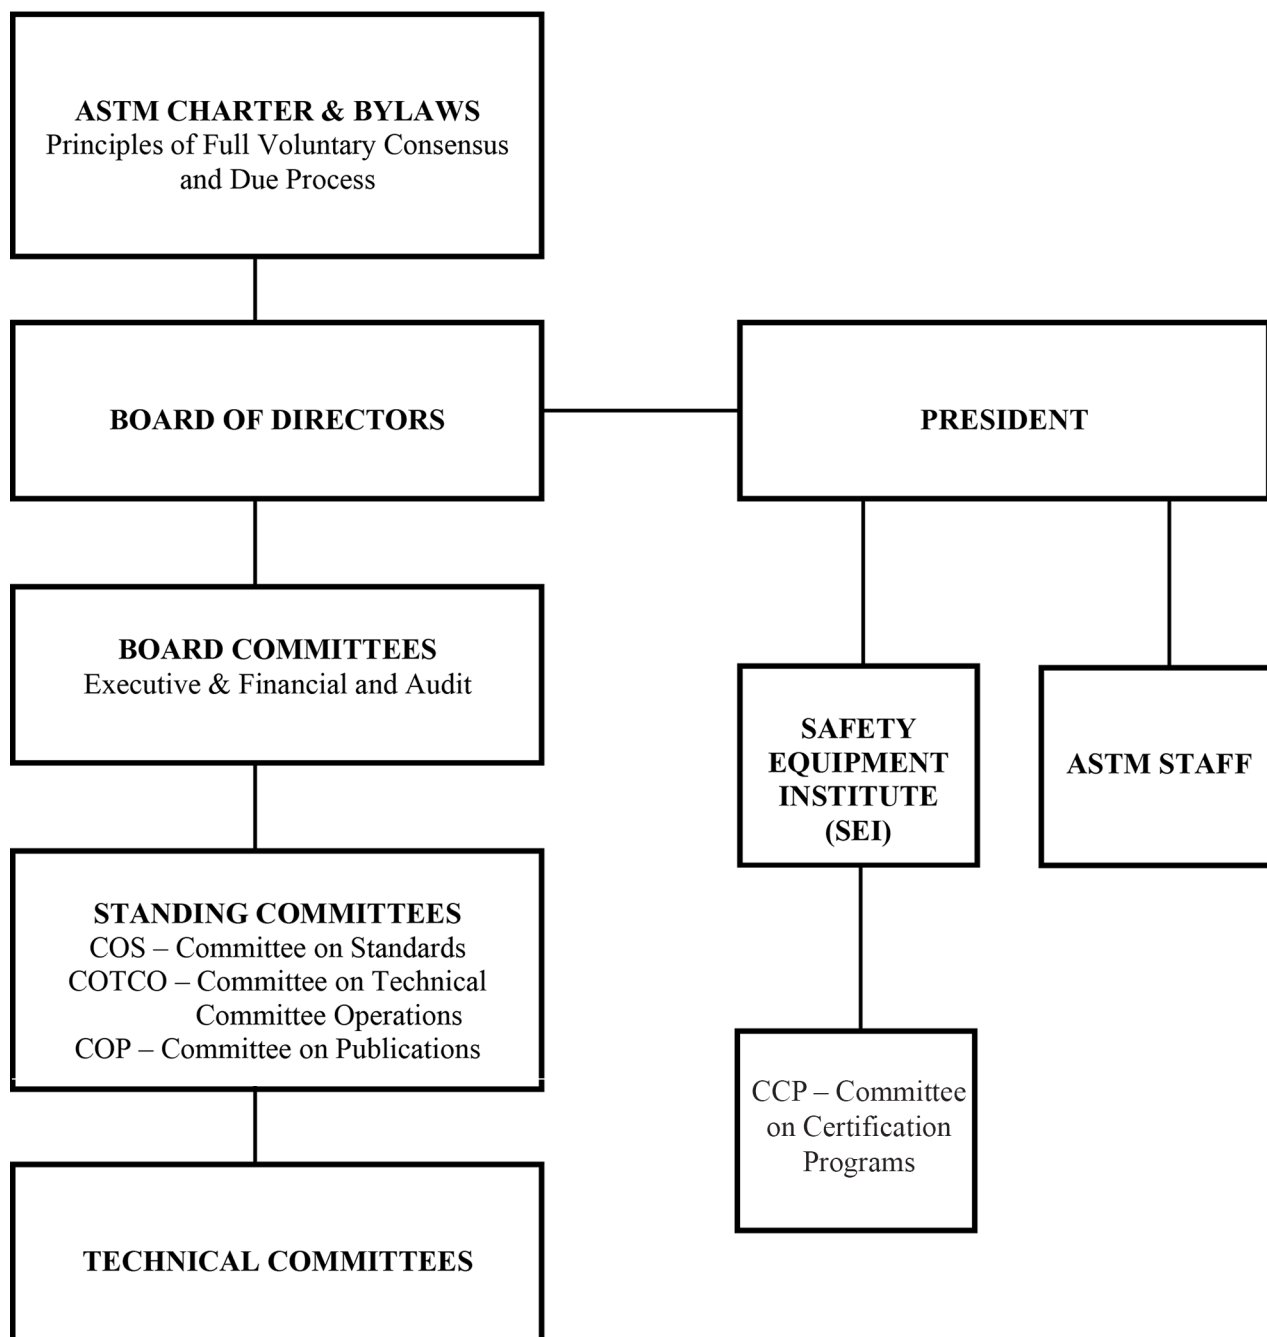 ASTM CHARTER & BYLAWS
Principles of Full Voluntary Consensus
and Due Process
BOARD OF DIRECTORS
PRESIDENT
BOARD COMMITTEES
Executive & Financial and Audit
SAFETY
EQUIPMENT
INSTITUTE
(SEI)
ASTM STAFF
STANDING COMMITTEES
COS – Committee on Standards
COTCO – Committee on Technical
Committee Operations
COP – Committee on Publications
CCP – Committee
on Certification
Programs
TECHNICAL COMMITTEES